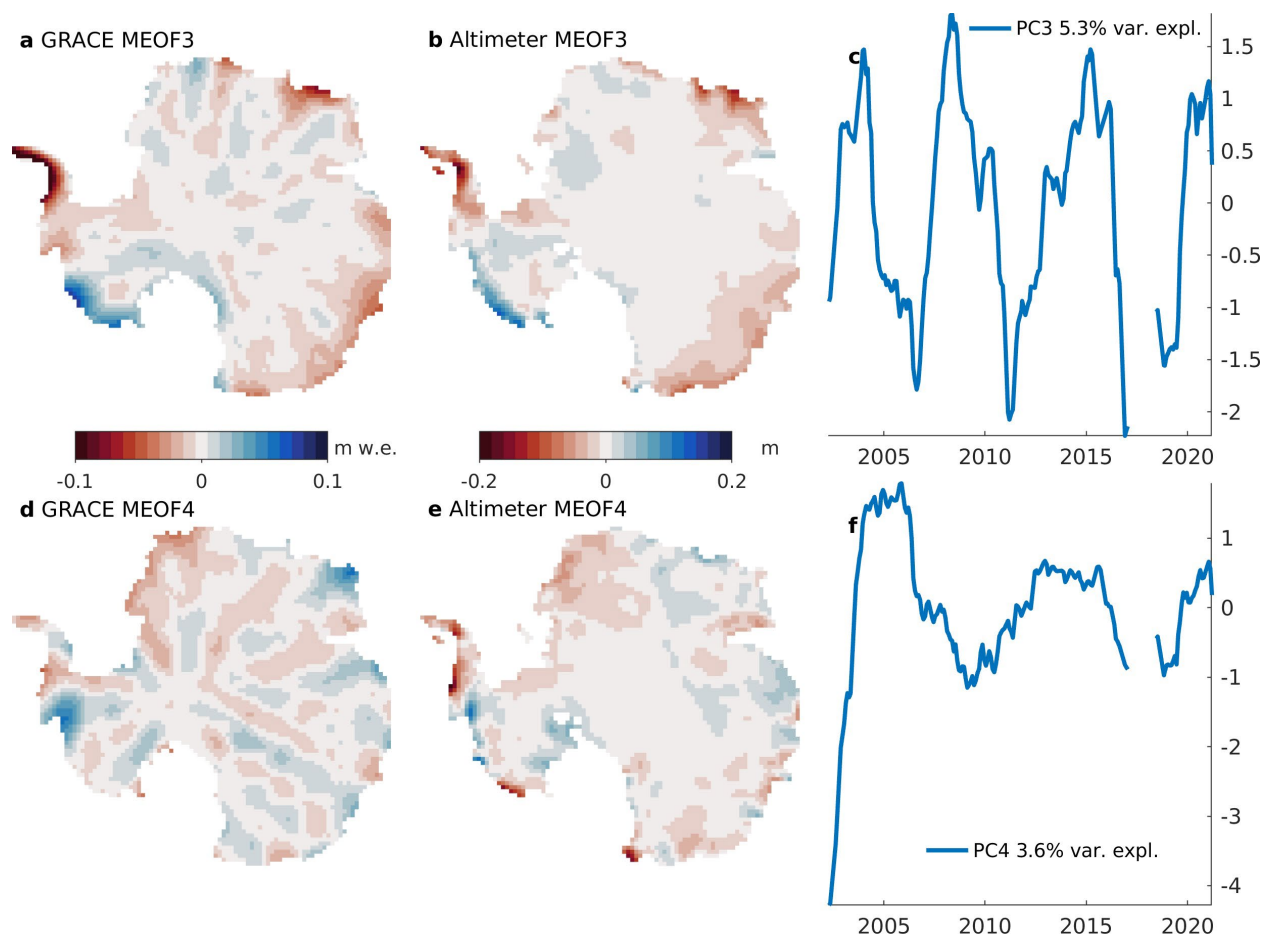 a GRACE MEOF3
b Altimeter MEOF3
c
PC3 5.3% var. expl.
1.5
1
0.5
0
-0.5
-1
-1.5
-2
2005 2010 2015 2020
m w.e.
-0.1 0 0.1
m
-0.2 0 0.2
d GRACE MEOF4
e Altimeter MEOF4
f
1
0
-1
-2
-3
-4
PC4 3.6% var. expl.
2005 2010 2015 2020